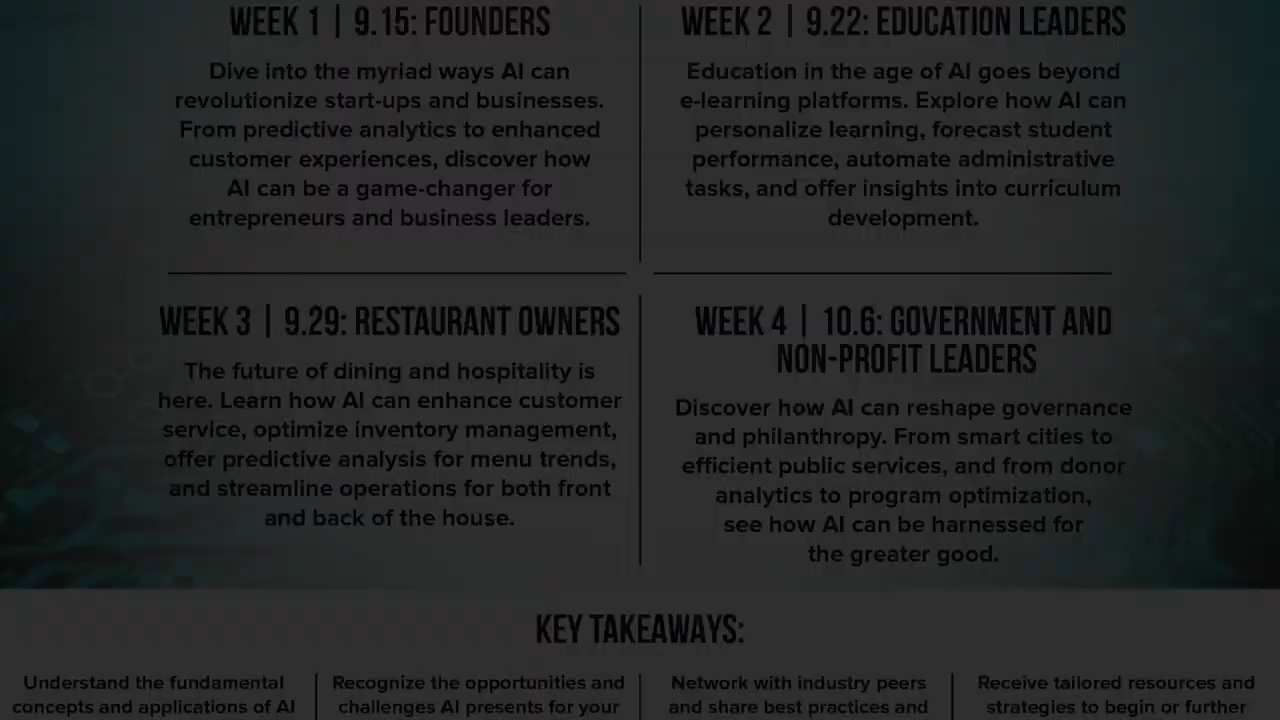 WEEK 1 | 9.15: FOUNDERS
Dive into the myriad ways AI can
revolutionize start-ups and businesses.
From predictive analytics to enhanced
customer experiences, discover how
AI can be a game-changer for
entrepreneurs and business leaders.
WEEK 2 | 9.22: EDUCATION LEADERS
Education in the age of AI goes beyond
e-learning platforms. Explore how AI can
personalize learning, forecast student
performance, automate administrative
tasks, and offer insights into curriculum
development.
WEEK 3 | 9.29: RESTAURANT OWNERS
The future of dining and hospitality is
here. Learn how AI can enhance customer
service, optimize inventory management,
offer predictive analysis for menu trends,
and streamline operations for both front
and back of the house.
WEEK 4 | 10.6: GOVERNMENT AND
NON-PROFIT LEADERS
Discover how AI can reshape governance
and philanthropy. From smart cities to
efficient public services, and from donor
analytics to program optimization,
see how AI can be harnessed for
the greater good.
KEY TAKEAWAYS:
Understand the fundamental
concepts and applications of AI
Recognize the opportunities and
challenges AI presents for your
Network with industry peers
and share best practices and
Receive tailored resources and
strategies to begin or further